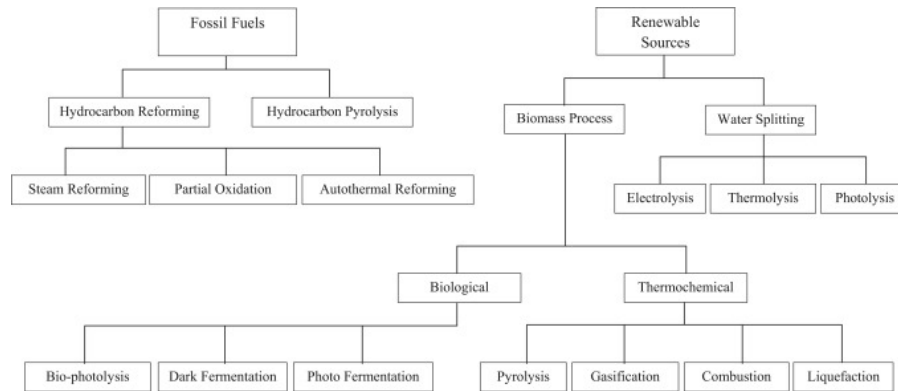 Fossil Fuels
Renewable
Sources
Hydrocarbon Reforming
Hydrocarbon Pyrolysis
Biomass Process
Water Splitting
Steam Reforming
Partial Oxidation
Autothermal Reforming
Electrolysis
Thermolysis
Photolysis
Biological
Thermochemical
Bio-photolysis
Dark Fermentation
Photo Fermentation
Pyrolysis
Gasification
Combustion
Liquefaction